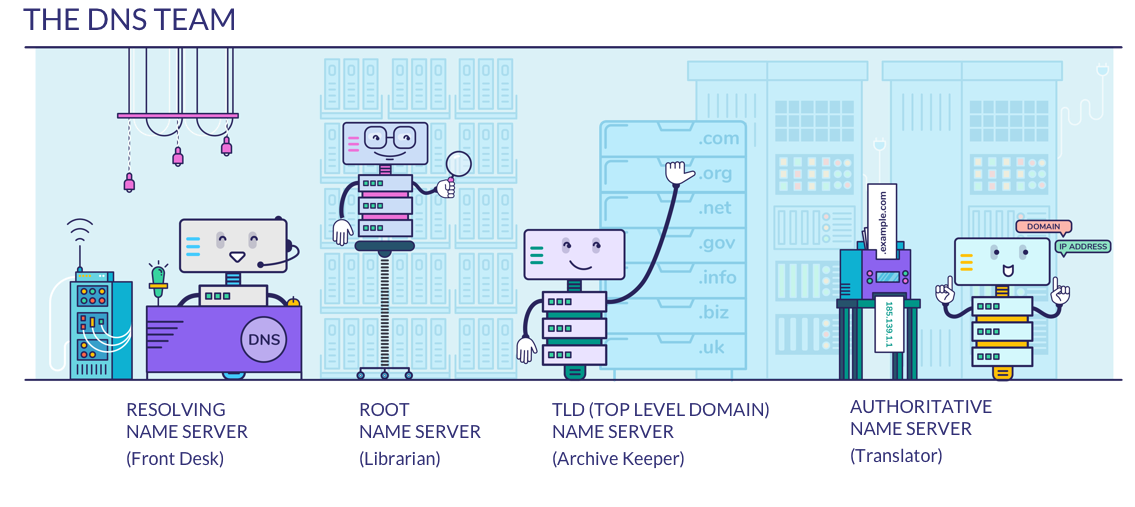 THE DNS TEAM
.com
.org
.net
.gov
.info
.biz
.uk
.example.com
185.139.1.1
DOMAIN
IP ADDRESS
DNS
RESOLVING
NAME SERVER
(Front Desk)
ROOT
NAME SERVER
(Librarian)
TLD (TOP LEVEL DOMAIN)
NAME SERVER
(Archive Keeper)
AUTHORITATIVE
NAME SERVER
(Translator)